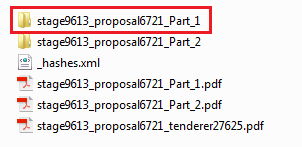 stage9613_proposal6721_Part_1
stage9613_proposal6721_Part_2
_hashes.xml
stage9613_proposal6721_Part_1.pdf
stage9613_proposal6721_Part_2.pdf
stage9613_proposal6721_tenderer27625.pdf